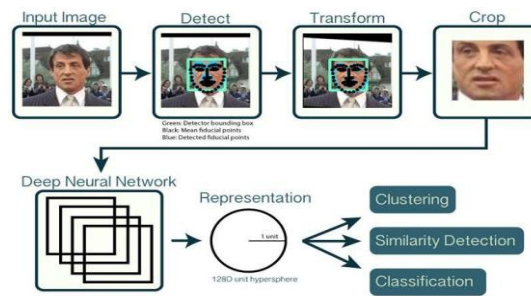 Input Image
Detect
Transform
Crop
Green: Detector bounding box
Black: Mean fiducial points
Blue: Detected fiducial points
Deep Neural Network
Representation
1 unit
128D unit hypersphere
Clustering
Similarity Detection
Classification